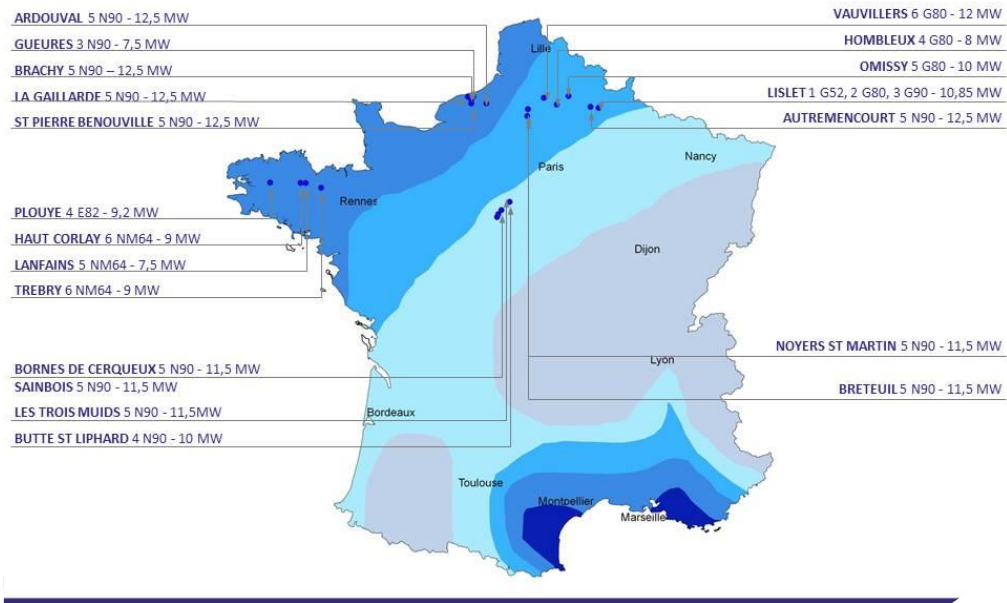 ARDOUVAL 5 N90 - 12,5 MW
GUEURES 3 N90 - 7,5 MW
BRACHY 5 N90 – 12,5 MW
LA GAILLARDE 5 N90 - 12,5 MW
ST PIERRE BENOUVILLE 5 N90 - 12,5 MW
VAUVILLERS 6 G80 - 12 MW
HOMBLEUX 4 G80 - 8 MW
OMISSY 5 G80 - 10 MW
LISLET 1 G52, 2 G80, 3 G90 - 10,85 MW
AUTREMENCOURT 5 N90 - 12,5 MW
Lille
Paris
Nancy
Rennes
PLOUYE 4 E82 - 9,2 MW
HAUT CORLAY 6 NM64 - 9 MW
LANFAINS 5 NM64 - 7,5 MW
TREBRY 6 NM64 - 9 MW
Dijon
Lyon
NOYERS ST MARTIN 5 N90 - 11,5 MW
BRETEUIL 5 N90 - 11,5 MW
BORNES DE CERQUEUX 5 N90 - 11,5 MW
SAINBOIS 5 N90 - 11,5 MW
LES TROIS MUIDS 5 N90 - 11,5MW
BUTTE ST LIPHARD 4 N90 - 10 MW
Bordeaux
Toulouse
Montpellier
Marseille